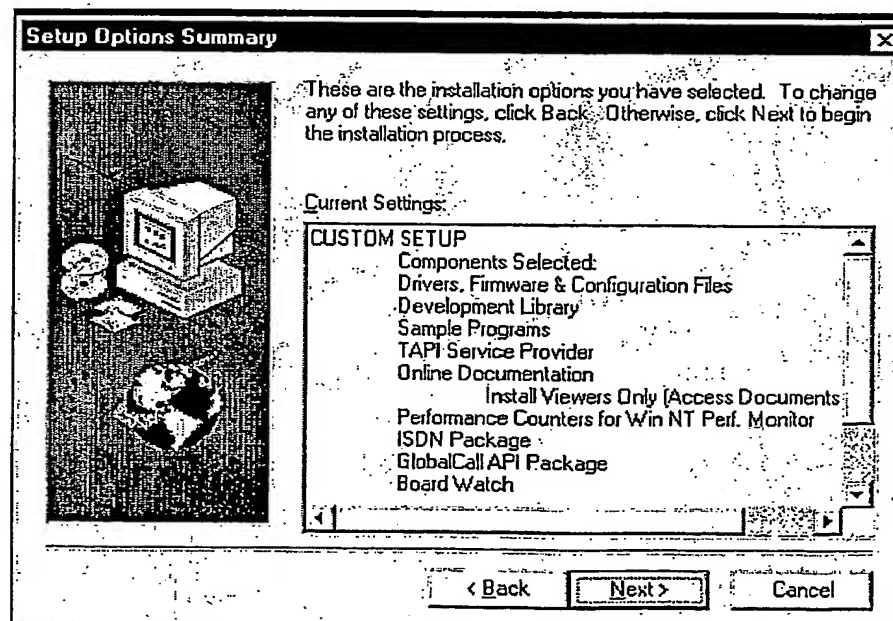 Setup Options Summary
These are the installation options you have selected. To change
any of these settings, click Back. Otherwise, click Next to begin
the installation process.
Current Settings:
CUSTOM SETUP
Components Selected:
Drivers, Firmware & Configuration Files
Development Library
Sample Programs
TAPI Service Provider
Online Documentation
Install Viewers Only (Access Documents
Performance Counters for Win NT Perf. Monitor
ISDN Package
GlobalCall API Package
Board Watch
< Back
Next >
Cancel